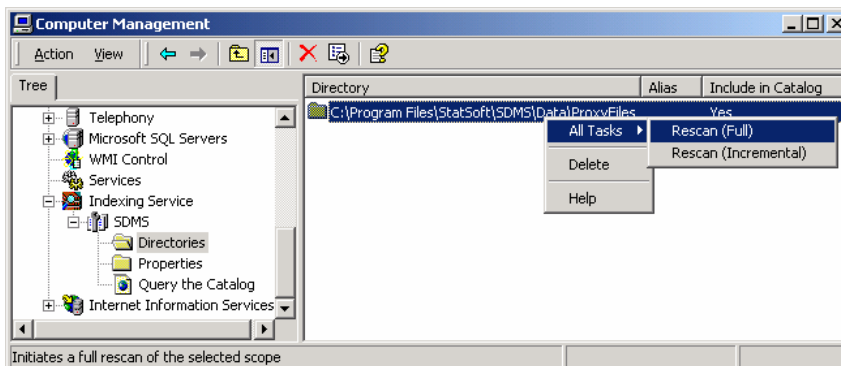 Computer Management
Action View
Tree
Directory Alias Include in Catalog
Telephony
Microsoft SQL Servers
WMI Control
Services
Indexing Service
SDMS
Directories
Properties
Query the Catalog
Internet Information Services
C:\Program Files\StatSoft\SDMS\Data\ProxyFiles Yes
All Tasks
Delete
Help
Rescan (Full)
Rescan (Incremental)
Initiates a full rescan of the selected scope